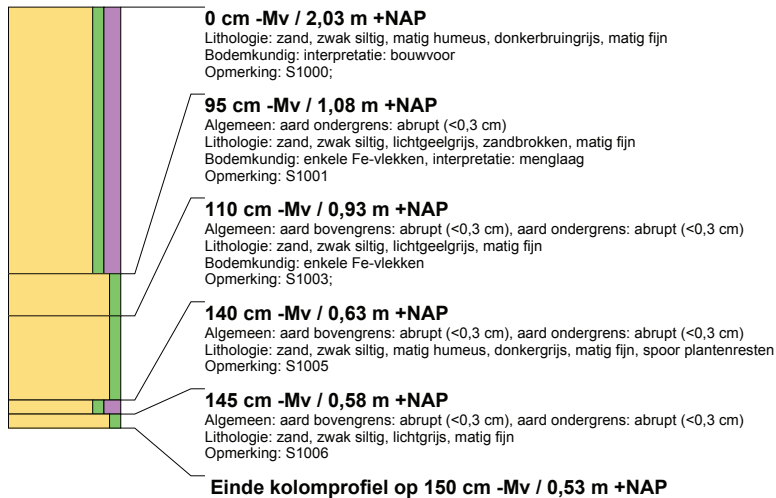 0 cm -Mv / 2,03 m +NAP
Lithologie: zand, zwak siltig, matig humeus, donkerbruingrijs, matig fijn
Bodemkundig: interpretatie: bouwvoor
Opmerking: S1000;
95 cm -Mv / 1,08 m +NAP
Algemeen: aard ondergrens: abrupt (<0,3 cm)
Lithologie: zand, zwak siltig, lichtgeelgrijs, zandbrokken, matig fijn
Bodemkundig: enkele Fe-vlekken, interpretatie: menglaag
Opmerking: S1001
110 cm -Mv / 0,93 m +NAP
Algemeen: aard bovengrens: abrupt (<0,3 cm), aard ondergrens: abrupt (<0,3 cm)
Lithologie: zand, zwak siltig, lichtgeelgrijs, matig fijn
Bodemkundig: enkele Fe-vlekken
Opmerking: S1003;
140 cm -Mv / 0,63 m +NAP
Algemeen: aard bovengrens: abrupt (<0,3 cm), aard ondergrens: abrupt (<0,3 cm)
Lithologie: zand, zwak siltig, matig humeus, donkergrijs, matig fijn, spoor plantenresten
Opmerking: S1005
145 cm -Mv / 0,58 m +NAP
Algemeen: aard bovengrens: abrupt (<0,3 cm), aard ondergrens: abrupt (<0,3 cm)
Lithologie: zand, zwak siltig, lichtgrijs, matig fijn
Opmerking: S1006
Einde kolomprofiel op 150 cm -Mv / 0,53 m +NAP